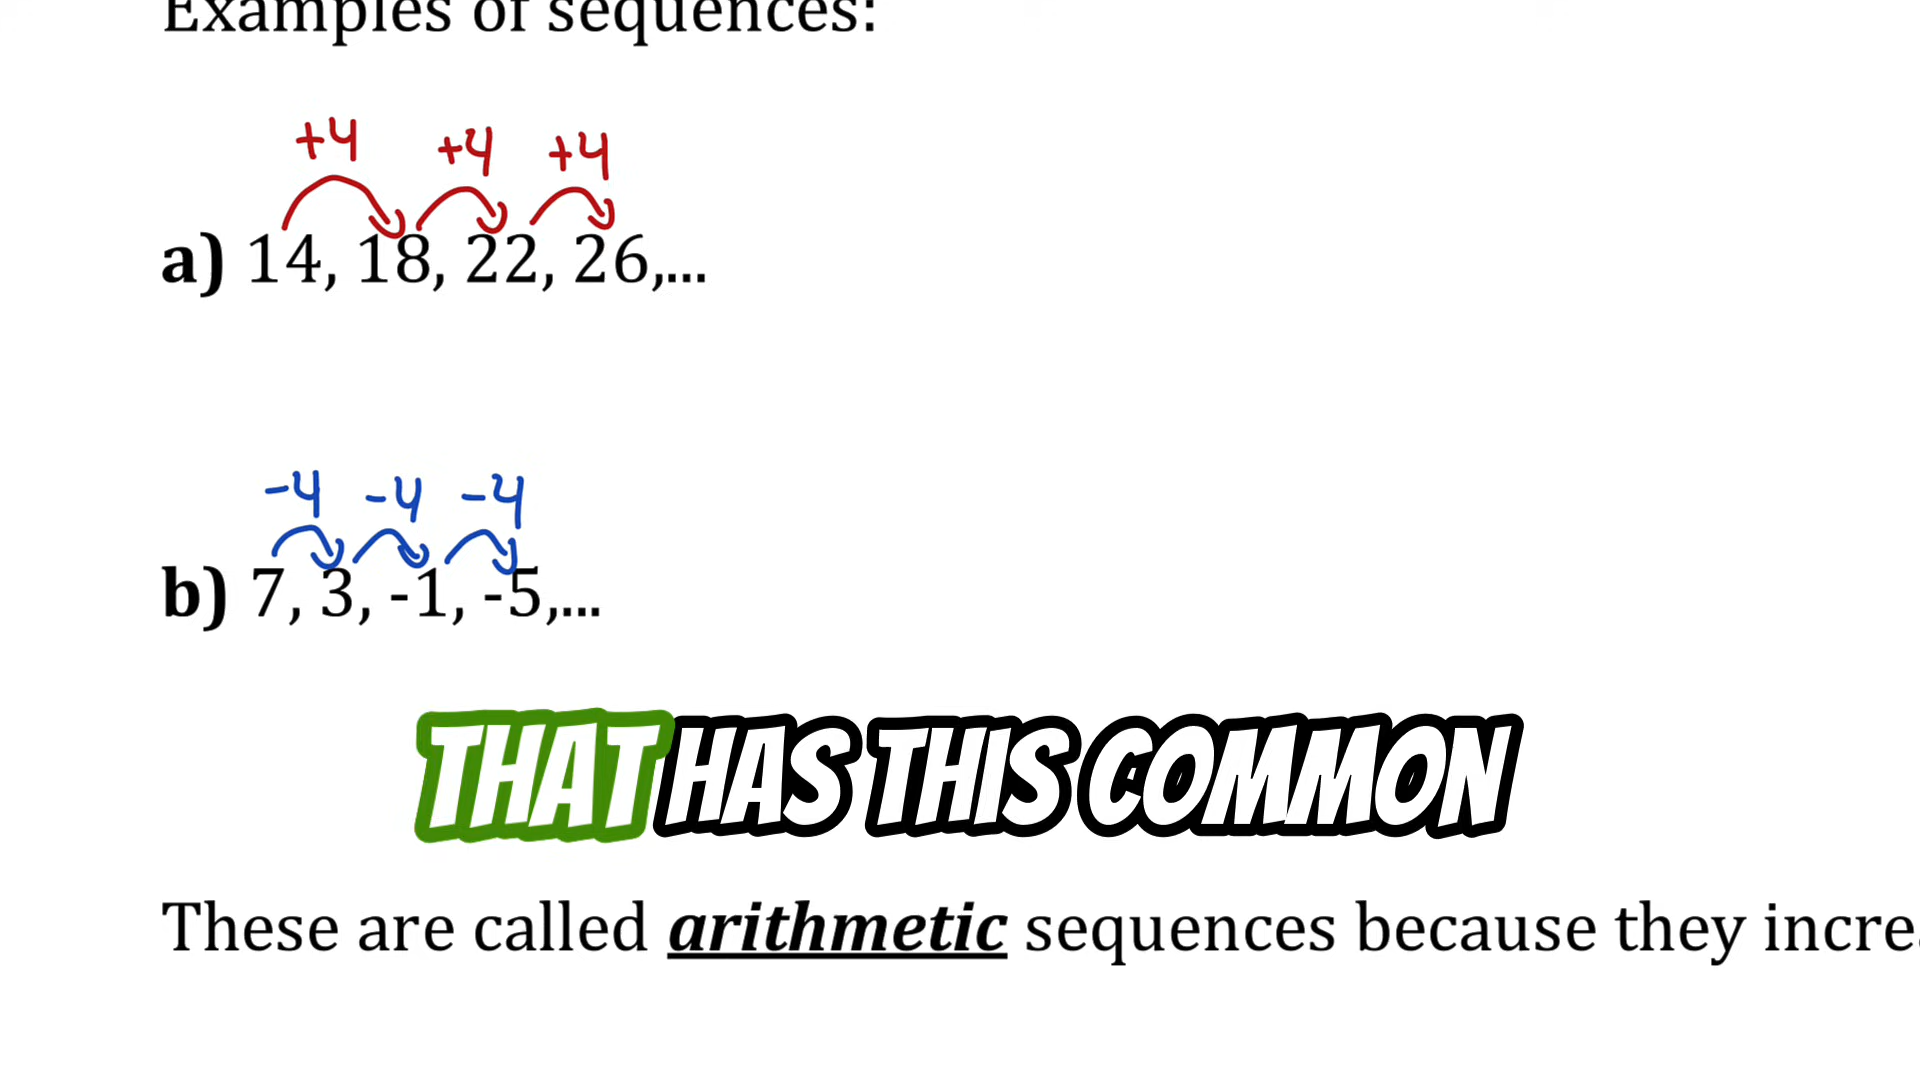 Examples of sequences:
+4 +4 +4
a) 14, 18, 22, 26,...
-4 -4 -4
b) 7, 3, -1, -5,...
THAT HAS THIS COMMON
These are called arithmetic sequences because they incre